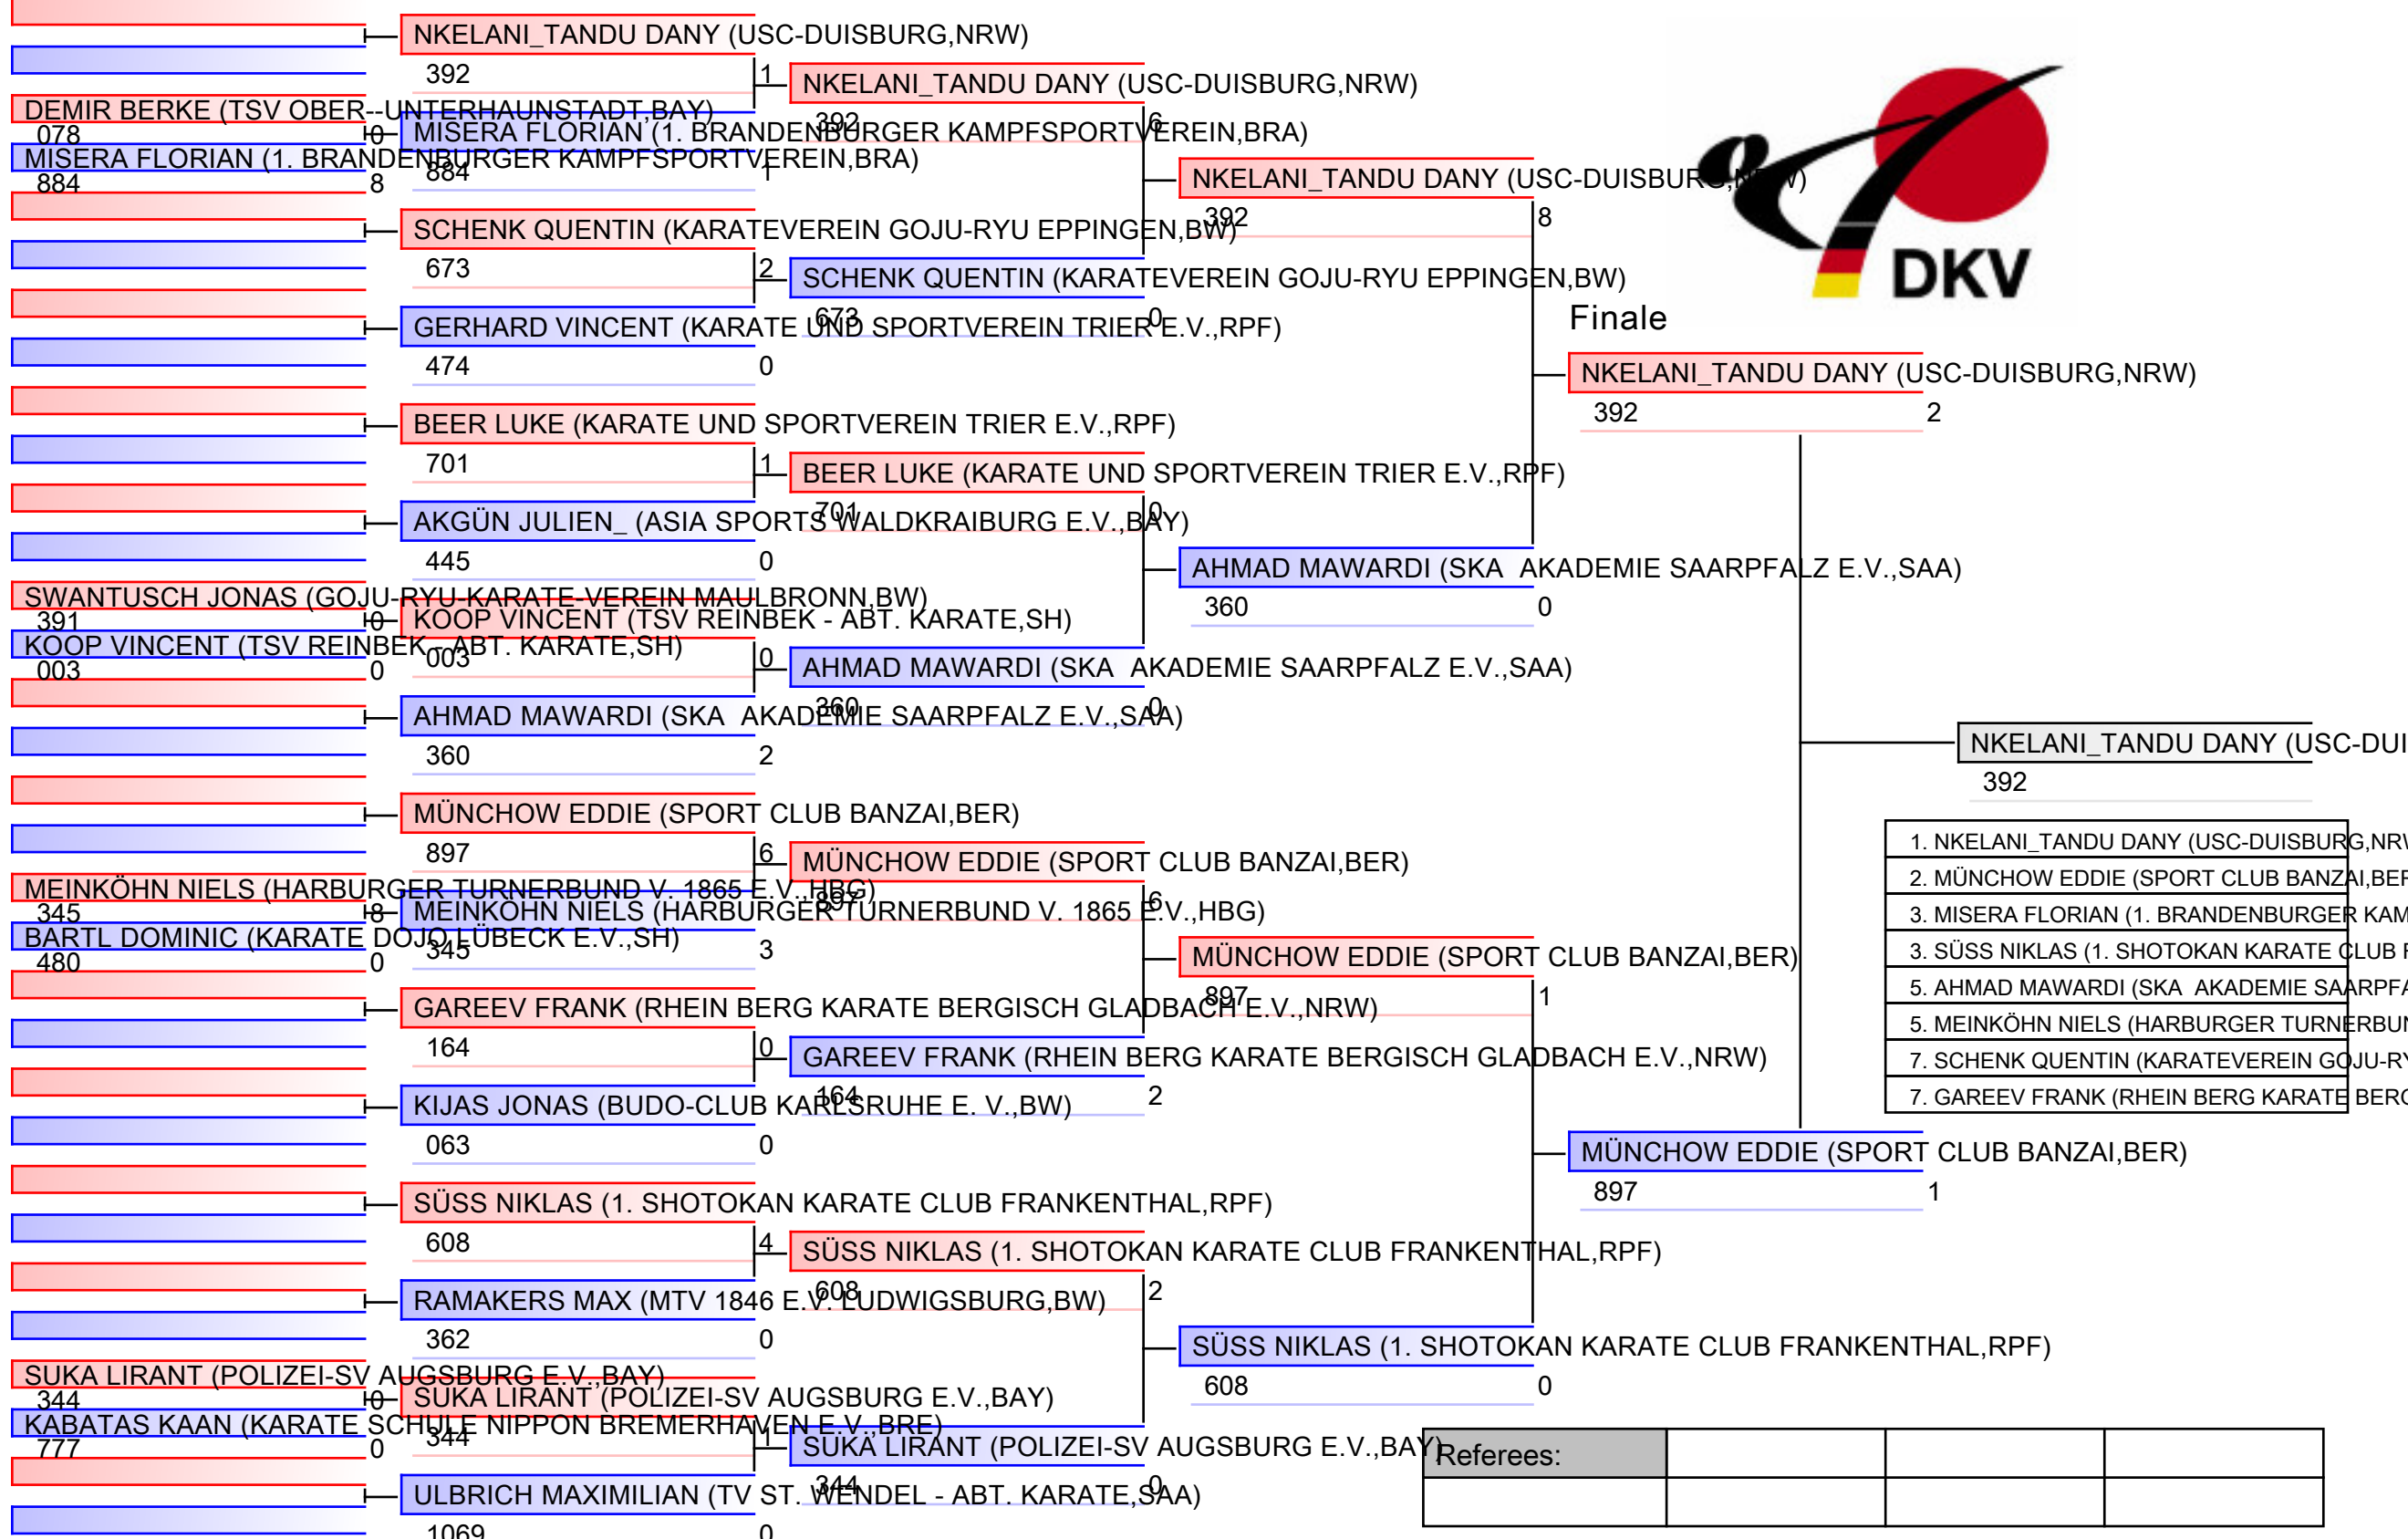 DEMIR BERKE (TSV OBER--UNTERHAUNSTADT,BAY)
078 0
MISERA FLORIAN (1. BRANDENBURGER KAMPFSPORTVEREIN,BRA)
884 8
SWANTUSCH JONAS (GOJU-RYU-KARATE-VEREIN MAULBRONN,BW)
391 0
KOOP VINCENT (TSV REINBEK - ABT. KARATE,SH)
003 0
MEINKÖHN NIELS (HARBURGER TURNERBUND V. 1865 E.V.,HBG)
345 8
BARTL DOMINIC (KARATE DOJO LÜBECK E.V.,SH)
480 0
SUKA LIRANT (POLIZEI-SV AUGSBURG E.V.,BAY)
344 0
KABATAS KAAN (KARATE SCHULE NIPPON BREMERHAVEN E.V.,BRE)
777 0
NKELANI_TANDU DANY (USC-DUISBURG,NRW)
392 1
MISERA FLORIAN (1. BRANDENBURGER KAMPFSPORTVEREIN,BRA)
884 1
SCHENK QUENTIN (KARATEVEREIN GOJU-RYU EPPINGEN,BW)
673 2
GERHARD VINCENT (KARATE UND SPORTVEREIN TRIER E.V.,RPF)
474 0
BEER LUKE (KARATE UND SPORTVEREIN TRIER E.V.,RPF)
701 1
AKGÜN JULIEN_ (ASIA SPORTS WALDKRAIBURG E.V.,BAY)
445 0
KOOP VINCENT (TSV REINBEK - ABT. KARATE,SH)
003 0
AHMAD MAWARDI (SKA  AKADEMIE SAARPFALZ E.V.,SAA)
360 2
MÜNCHOW EDDIE (SPORT CLUB BANZAI,BER)
897 6
MEINKÖHN NIELS (HARBURGER TURNERBUND V. 1865 E.V.,HBG)
345 3
GAREEV FRANK (RHEIN BERG KARATE BERGISCH GLADBACH E.V.,NRW)
164 0
KIJAS JONAS (BUDO-CLUB KARLSRUHE E. V.,BW)
063 0
SÜSS NIKLAS (1. SHOTOKAN KARATE CLUB FRANKENTHAL,RPF)
608 4
RAMAKERS MAX (MTV 1846 E.V. LUDWIGSBURG,BW)
362 0
SUKA LIRANT (POLIZEI-SV AUGSBURG E.V.,BAY)
344 1
ULBRICH MAXIMILIAN (TV ST. WENDEL - ABT. KARATE,SAA)
1069 0
NKELANI_TANDU DANY (USC-DUISBURG,NRW)
392 6
SCHENK QUENTIN (KARATEVEREIN GOJU-RYU EPPINGEN,BW)
673 0
BEER LUKE (KARATE UND SPORTVEREIN TRIER E.V.,RPF)
701 0
AHMAD MAWARDI (SKA  AKADEMIE SAARPFALZ E.V.,SAA)
360 0
MÜNCHOW EDDIE (SPORT CLUB BANZAI,BER)
897 6
GAREEV FRANK (RHEIN BERG KARATE BERGISCH GLADBACH E.V.,NRW)
164 2
SÜSS NIKLAS (1. SHOTOKAN KARATE CLUB FRANKENTHAL,RPF)
608 2
SUKA LIRANT (POLIZEI-SV AUGSBURG E.V.,BAY)
344 0
NKELANI_TANDU DANY (USC-DUISBURG,NRW)
392 8
AHMAD MAWARDI (SKA  AKADEMIE SAARPFALZ E.V.,SAA)
360 0
MÜNCHOW EDDIE (SPORT CLUB BANZAI,BER)
897 1
SÜSS NIKLAS (1. SHOTOKAN KARATE CLUB FRANKENTHAL,RPF)
608 0
DKV
Finale
NKELANI_TANDU DANY (USC-DUISBURG,NRW)
392 2
MÜNCHOW EDDIE (SPORT CLUB BANZAI,BER)
897 1
NKELANI_TANDU DANY (USC-DUI
392
1. NKELANI_TANDU DANY (USC-DUISBURG,NRW
2. MÜNCHOW EDDIE (SPORT CLUB BANZAI,BER
3. MISERA FLORIAN (1. BRANDENBURGER KAM
3. SÜSS NIKLAS (1. SHOTOKAN KARATE CLUB F
5. AHMAD MAWARDI (SKA  AKADEMIE SAARPFA
5. MEINKÖHN NIELS (HARBURGER TURNERBUN
7. SCHENK QUENTIN (KARATEVEREIN GOJU-RY
7. GAREEV FRANK (RHEIN BERG KARATE BERG
Referees: